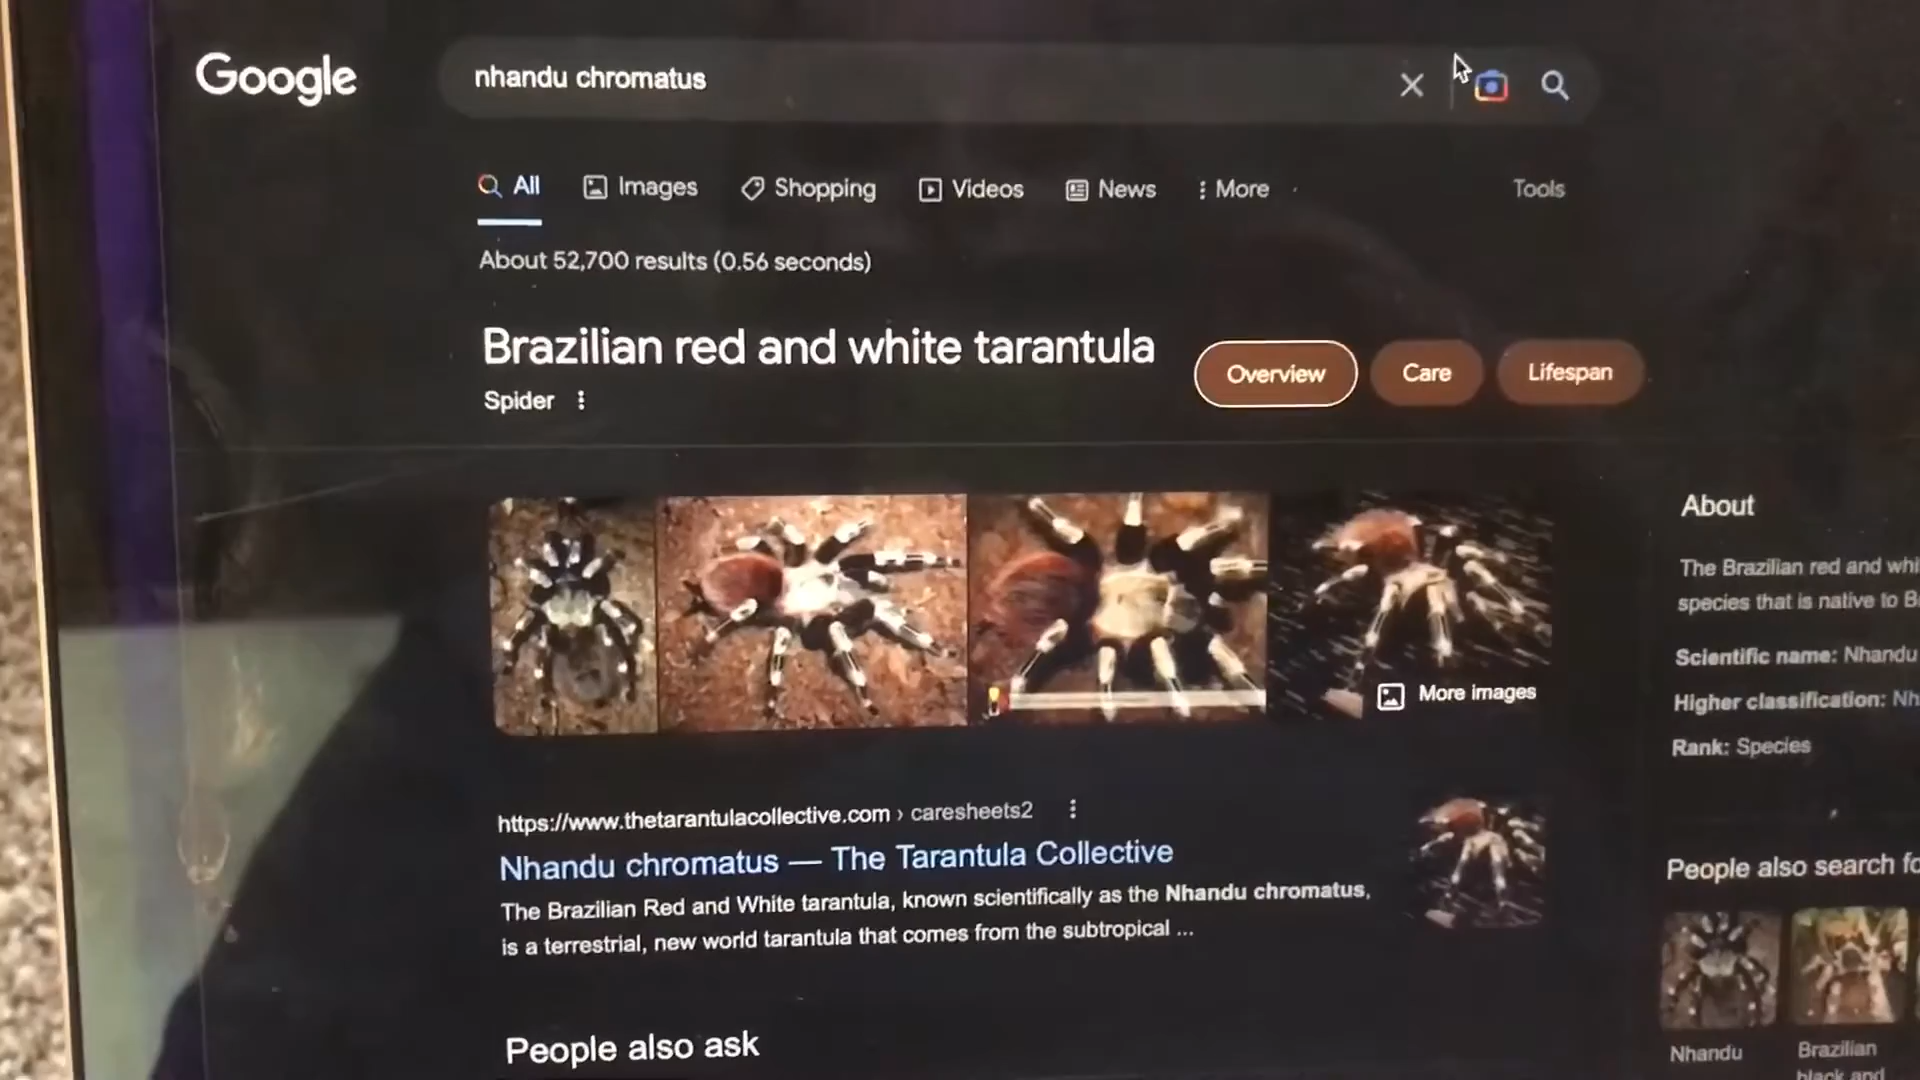 Google
nhandu chromatus
All
Images
Shopping
Videos
News
More
Tools
About 52,700 results (0.56 seconds)
Brazilian red and white tarantula
Spider
Overview
Care
Lifespan
More images
https://www.thetarantulacollective.com › caresheets2
Nhandu chromatus — The Tarantula Collective
The Brazilian Red and White tarantula, known scientifically as the Nhandu chromatus,
is a terrestrial, new world tarantula that comes from the subtropical ...
People also ask
About
The Brazilian red and whi
species that is native to B
Scientific name: Nhandu
Higher classification: Nh
Rank: Species
People also search fo
Nhandu
Brazilian
black and